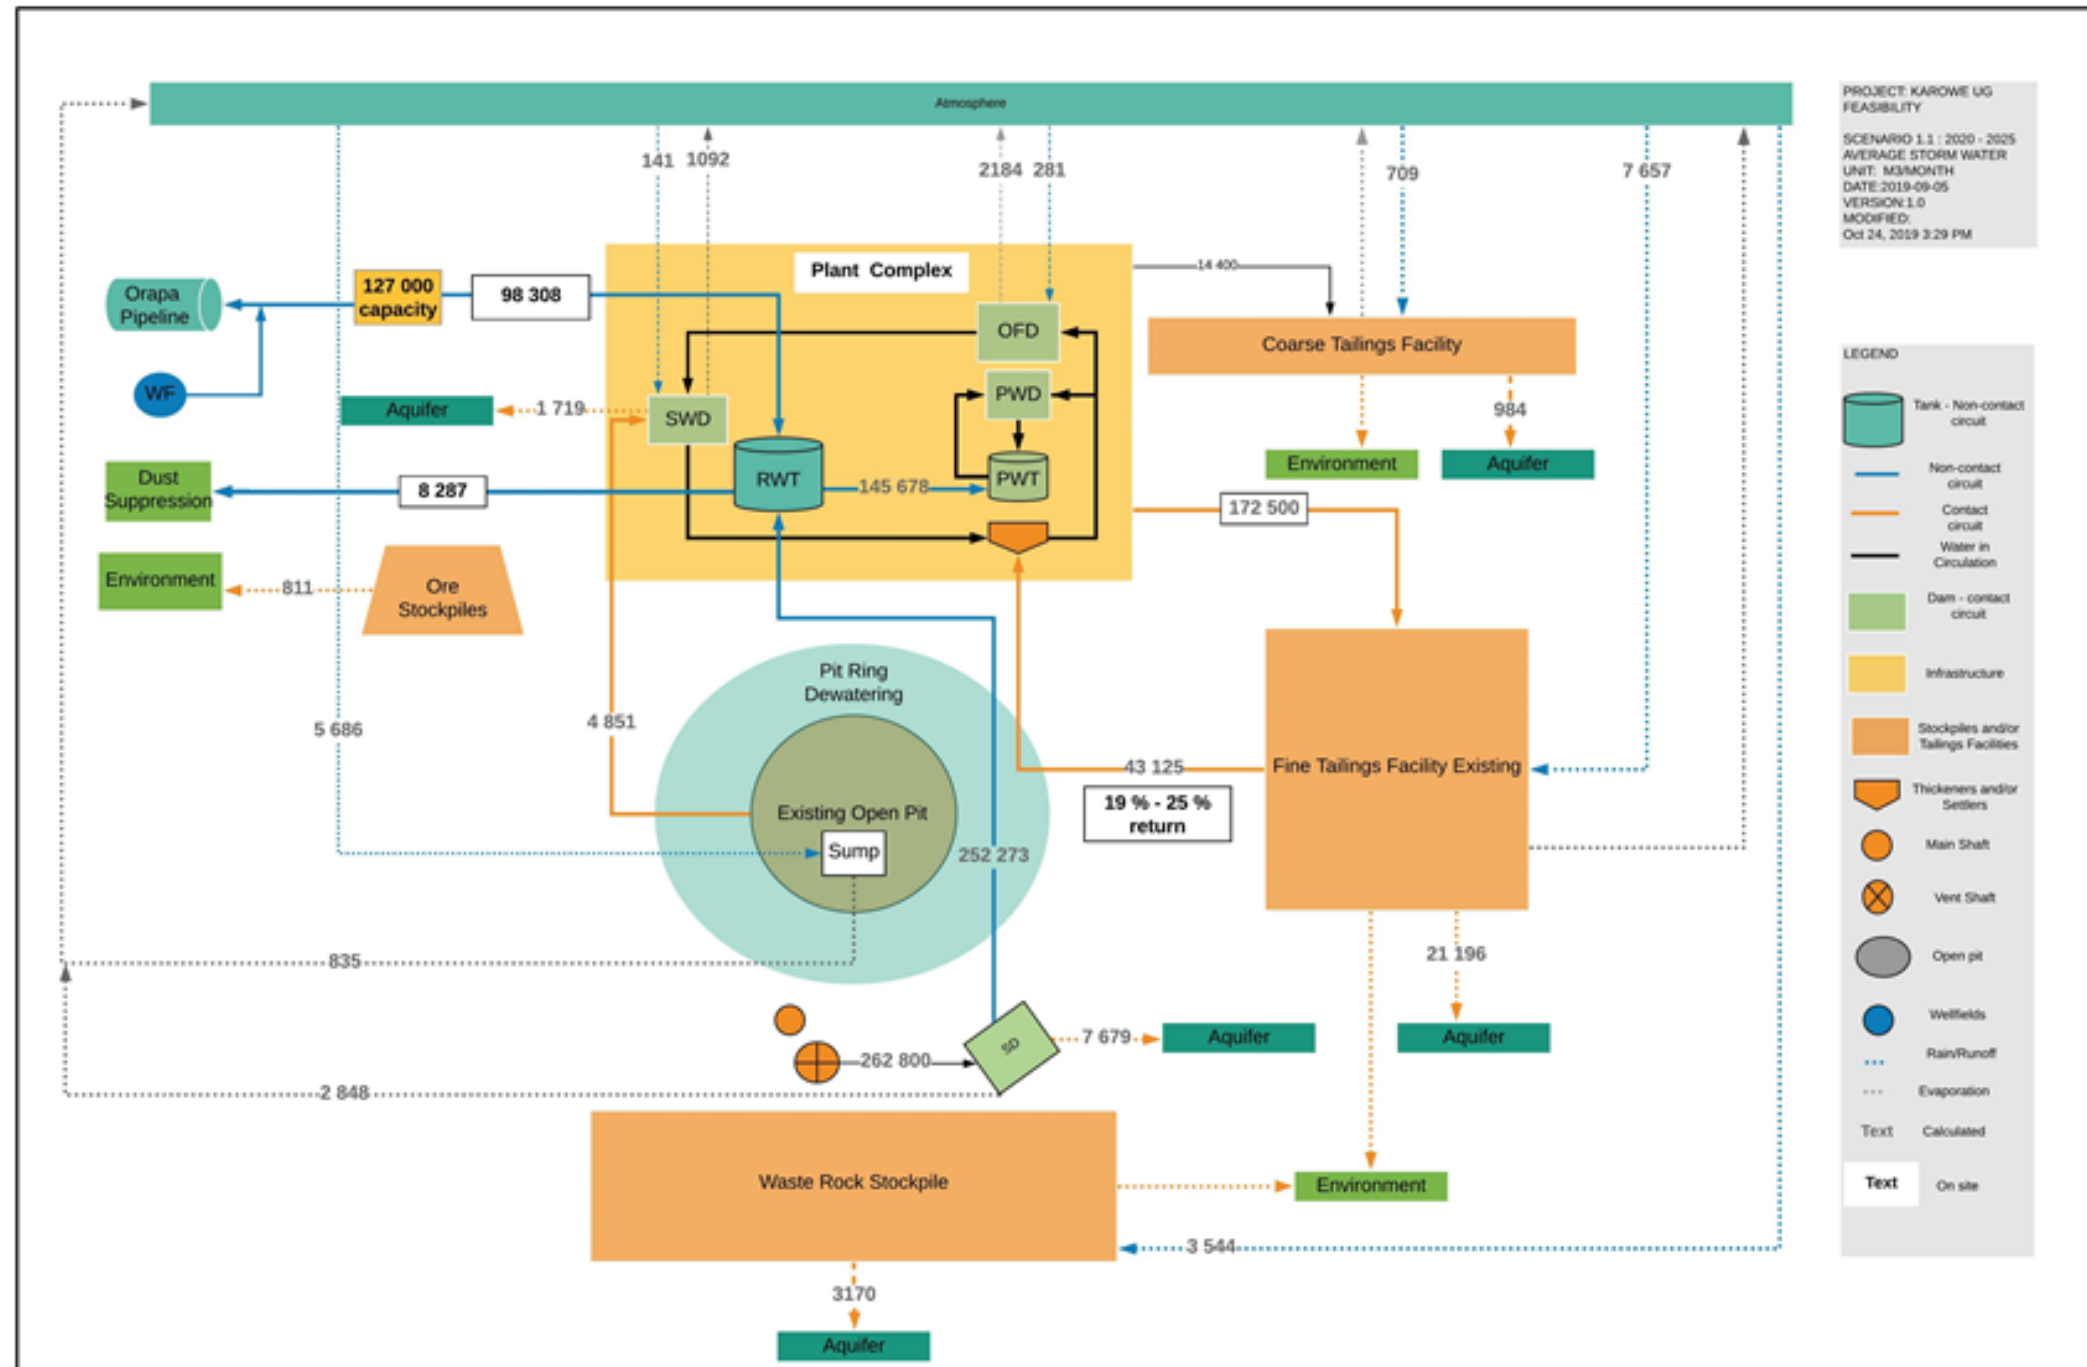 Atmosphere
141
1092
2184
281
709
7 657
Plant Complex
14 400
Orapa
Pipeline
127 000
capacity
98 308
OFD
Coarse Tailings Facility
WF
Aquifer
1 719
SWD
PWD
984
Environment
Aquifer
Dust
Suppression
8 287
RWT
145 678
PWT
172 500
Environment
811
Ore
Stockpiles
Pit Ring
Dewatering
5 686
4 851
43 125
Fine Tailings Facility Existing
19 % - 25 %
return
Existing Open Pit
Sump
252 273
835
21 196
SD
7 679
Aquifer
Aquifer
262 800
2 848
Waste Rock Stockpile
Environment
3 544
3170
Aquifer
PROJECT: KAROWE UG
FEASIBILITY
SCENARIO 1.1 : 2020 - 2025
AVERAGE STORM WATER
UNIT: M3/MONTH
DATE:2019-09-05
VERSION:1.0
MODIFIED:
Oct 24, 2019 3:29 PM
LEGEND
Tank - Non-contact
circuit
Non-contact
circuit
Contact
circuit
Water in
Circulation
Dam - contact
circuit
Infrastructure
Stockpiles and/or
Tailings Facilities
Thickeners and/or
Settlers
Main Shaft
Vent Shaft
Open pit
Wellfields
Rain/Runoff
Evaporation
Text Calculated
Text On site